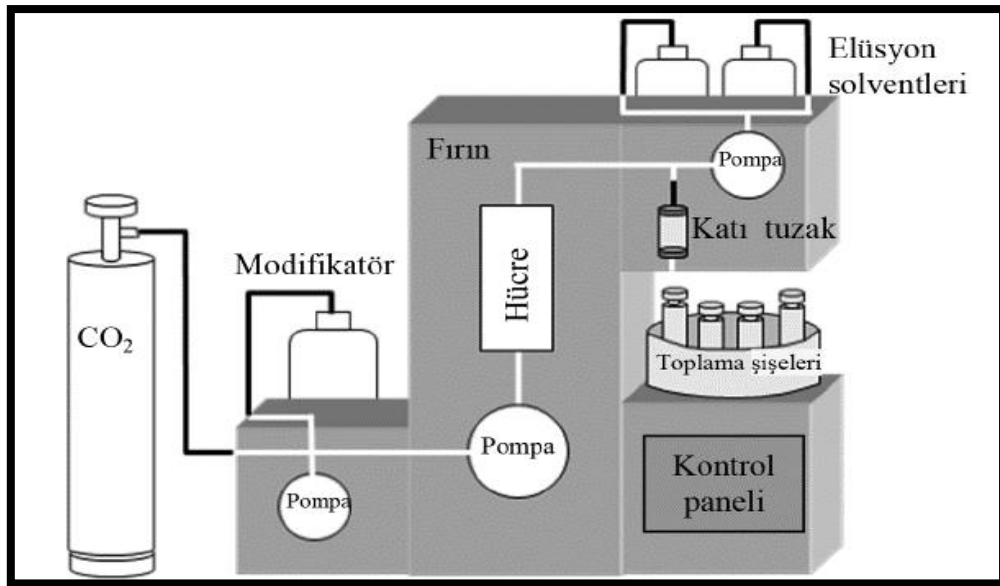 Elüsyon
solventleri
Fırın
Pompa
Katı tuzak
Modifikatör
Hücre
CO₂
Toplama şişeleri
Pompa
Kontrol
paneli
Pompa